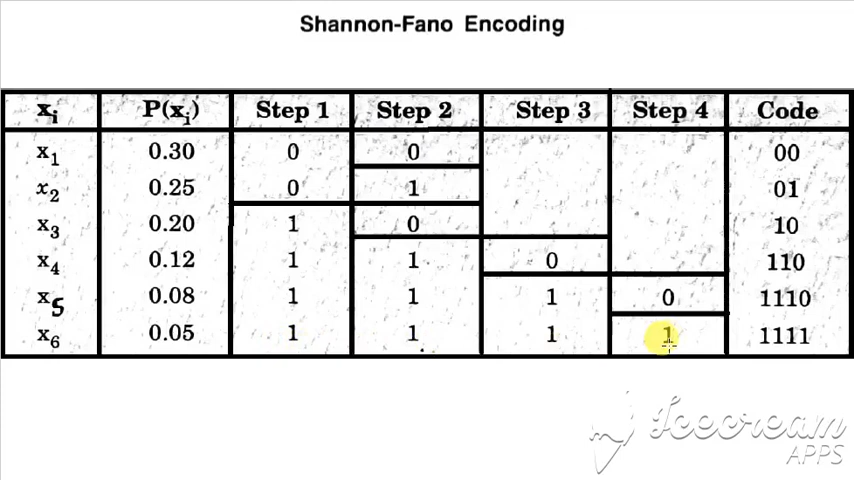 Shannon-Fano Encoding
xi P(xi) Step 1 Step 2 Step 3 Step 4 Code
x1 0.30 0 0 00
x2 0.25 0 1 01
x3 0.20 1 0 10
x4 0.12 1 1 0 110
x5 0.08 1 1 1 0 1110
x6 0.05 1 1 1 1 1111
Icecream
APPS